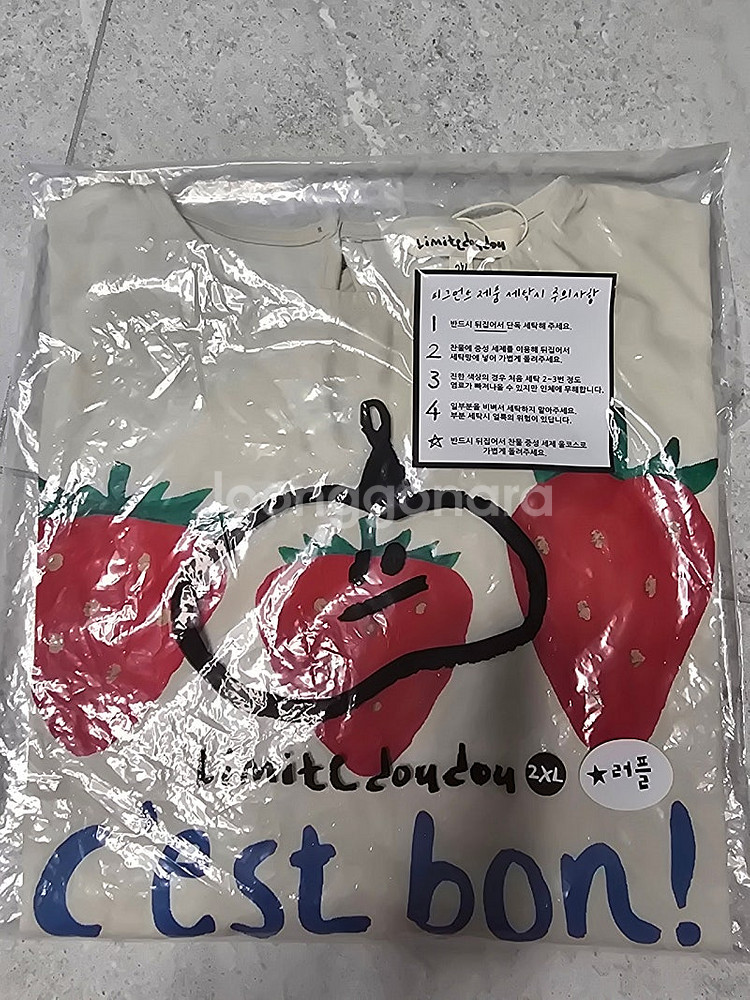 Limitedoudou
피그먼트 제품 세탁시 주의사항
1 반드시 뒤집어서 단독 세탁해 주세요.
2 찬물에 중성 세제를 이용해 뒤집어서
세탁망에 넣어 가볍게 돌려주세요.
3 진한 색상의 경우 처음 세탁 2~3번 정도
염료가 빠져나올 수 있지만 인체에 무해합니다.
4 일부분을 비벼서 세탁하지 말아주세요.
부분 세탁시 얼룩의 위험이 있답니다.
☆ 반드시 뒤집어서 찬물 중성 세제 울코스로
가볍게 돌려주세요.
Joonggonara
Limite doudou 2XL ★러플
C'est bon!